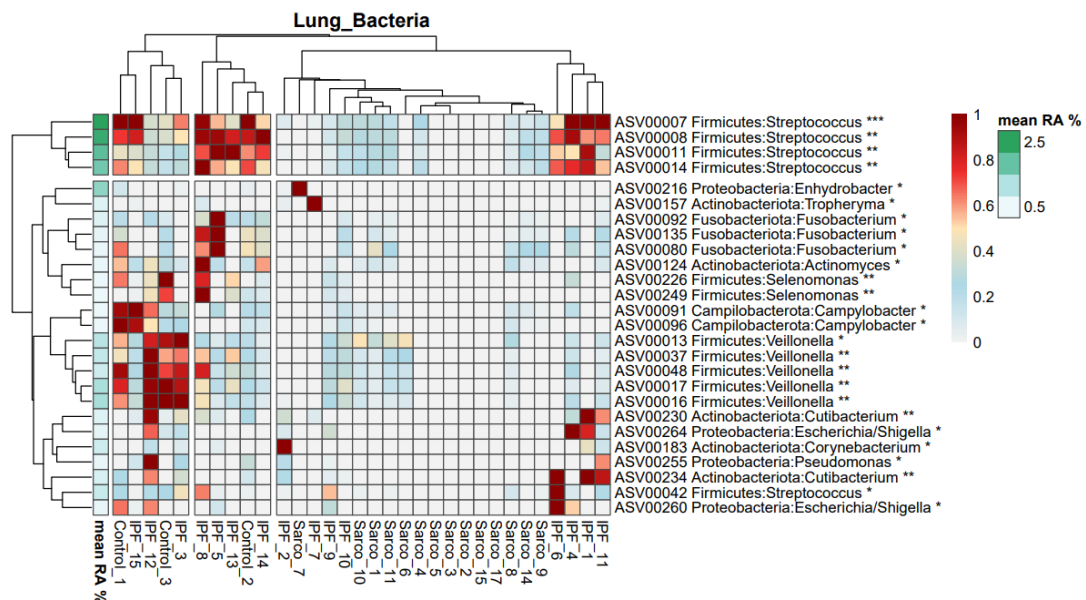 Lung_Bacteria
ASV00007 Firmicutes:Streptococcus ***
ASV00008 Firmicutes:Streptococcus **
ASV00011 Firmicutes:Streptococcus **
ASV00014 Firmicutes:Streptococcus **
ASV00216 Proteobacteria:Enhydrobacter *
ASV00157 Actinobacteriota:Tropheryma *
ASV00092 Fusobacteriota:Fusobacterium *
ASV00135 Fusobacteriota:Fusobacterium *
ASV00080 Fusobacteriota:Fusobacterium *
ASV00124 Actinobacteriota:Actinomyces *
ASV00226 Firmicutes:Selenomonas **
ASV00249 Firmicutes:Selenomonas **
ASV00091 Campilobacterota:Campylobacter *
ASV00096 Campilobacterota:Campylobacter *
ASV00013 Firmicutes:Veillonella *
ASV00037 Firmicutes:Veillonella **
ASV00048 Firmicutes:Veillonella **
ASV00017 Firmicutes:Veillonella **
ASV00016 Firmicutes:Veillonella **
ASV00230 Actinobacteriota:Cutibacterium **
ASV00264 Proteobacteria:Escherichia/Shigella *
ASV00183 Actinobacteriota:Corynebacterium *
ASV00255 Proteobacteria:Pseudomonas *
ASV00234 Actinobacteriota:Cutibacterium **
ASV00042 Firmicutes:Streptococcus *
ASV00260 Proteobacteria:Escherichia/Shigella *
1
0.8
0.6
0.4
0.2
0
mean RA %
2.5
0.5
mean RA %
Control_1
IPF_15
IPF_12
Control_3
IPF_3
IPF_8
IPF_5
IPF_13
Control_2
IPF_14
IPF_2
Sarco_7
IPF_7
IPF_9
IPF_10
Sarco_10
Sarco_1
Sarco_11
Sarco_6
Sarco_4
Sarco_5
Sarco_3
Sarco_2
Sarco_15
Sarco_17
Sarco_8
Sarco_14
Sarco_9
IPF_6
IPF_4
IPF_1
IPF_11